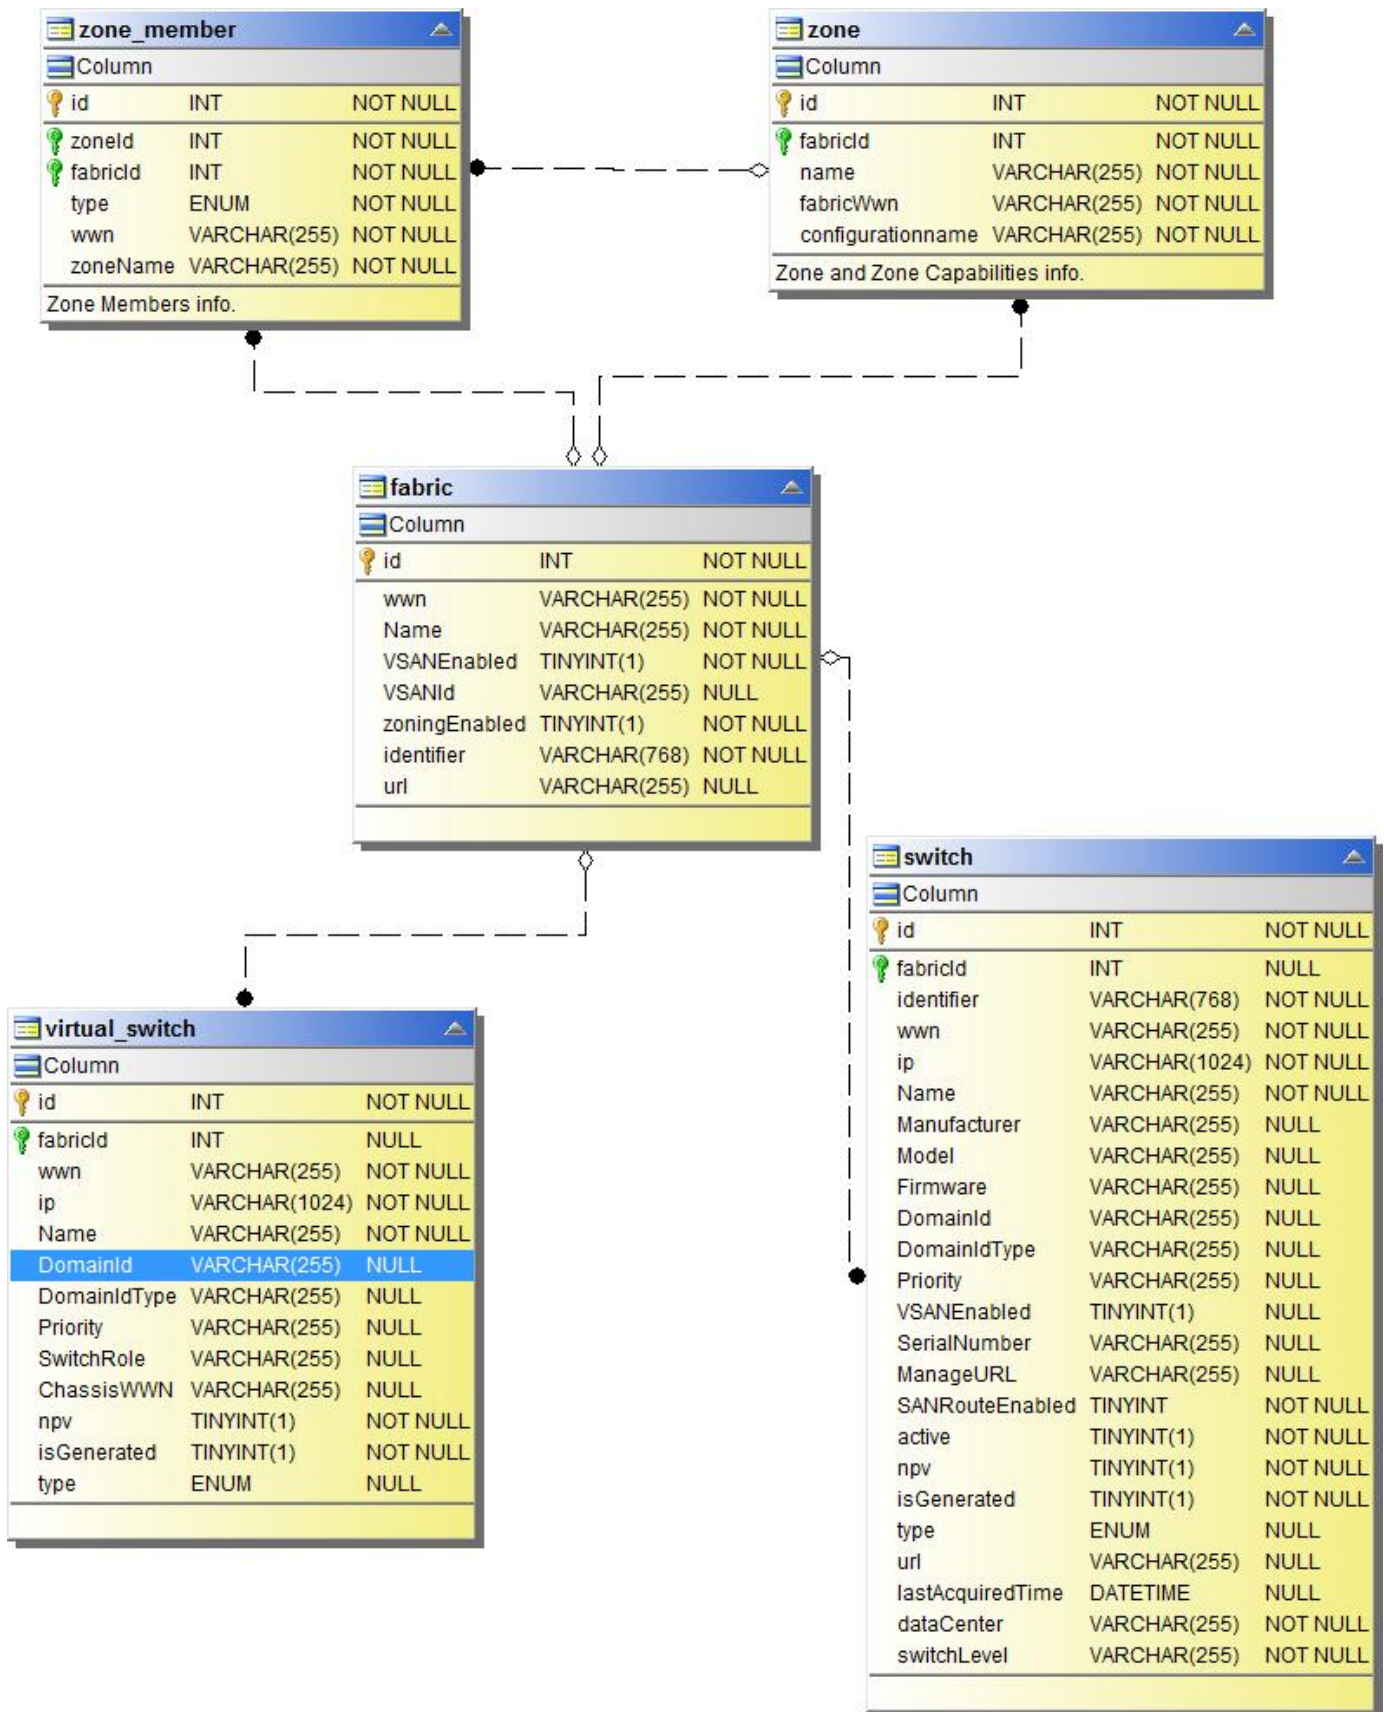 zone_member
Column
id INT NOT NULL
zoneId INT NOT NULL
fabricId INT NOT NULL
type ENUM NOT NULL
wwn VARCHAR(255) NOT NULL
zoneName VARCHAR(255) NOT NULL
Zone Members info.
zone
Column
id INT NOT NULL
fabricId INT NOT NULL
name VARCHAR(255) NOT NULL
fabricWwn VARCHAR(255) NOT NULL
configurationname VARCHAR(255) NOT NULL
Zone and Zone Capabilities info.
fabric
Column
id INT NOT NULL
wwn VARCHAR(255) NOT NULL
Name VARCHAR(255) NOT NULL
VSANEnabled TINYINT(1) NOT NULL
VSANId VARCHAR(255) NULL
zoningEnabled TINYINT(1) NOT NULL
identifier VARCHAR(768) NOT NULL
url VARCHAR(255) NULL
virtual_switch
Column
id INT NOT NULL
fabricId INT NULL
wwn VARCHAR(255) NOT NULL
ip VARCHAR(1024) NOT NULL
Name VARCHAR(255) NOT NULL
DomainId VARCHAR(255) NULL
DomainIdType VARCHAR(255) NULL
Priority VARCHAR(255) NULL
SwitchRole VARCHAR(255) NULL
ChassisWWN VARCHAR(255) NULL
npv TINYINT(1) NOT NULL
isGenerated TINYINT(1) NOT NULL
type ENUM NULL
switch
Column
id INT NOT NULL
fabricId INT NULL
identifier VARCHAR(768) NOT NULL
wwn VARCHAR(255) NOT NULL
ip VARCHAR(1024) NOT NULL
Name VARCHAR(255) NOT NULL
Manufacturer VARCHAR(255) NULL
Model VARCHAR(255) NULL
Firmware VARCHAR(255) NULL
DomainId VARCHAR(255) NULL
DomainIdType VARCHAR(255) NULL
Priority VARCHAR(255) NULL
VSANEnabled TINYINT(1) NULL
SerialNumber VARCHAR(255) NULL
ManageURL VARCHAR(255) NULL
SANRouteEnabled TINYINT NOT NULL
active TINYINT(1) NOT NULL
npv TINYINT(1) NOT NULL
isGenerated TINYINT(1) NOT NULL
type ENUM NULL
url VARCHAR(255) NULL
lastAcquiredTime DATETIME NULL
dataCenter VARCHAR(255) NOT NULL
switchLevel VARCHAR(255) NOT NULL